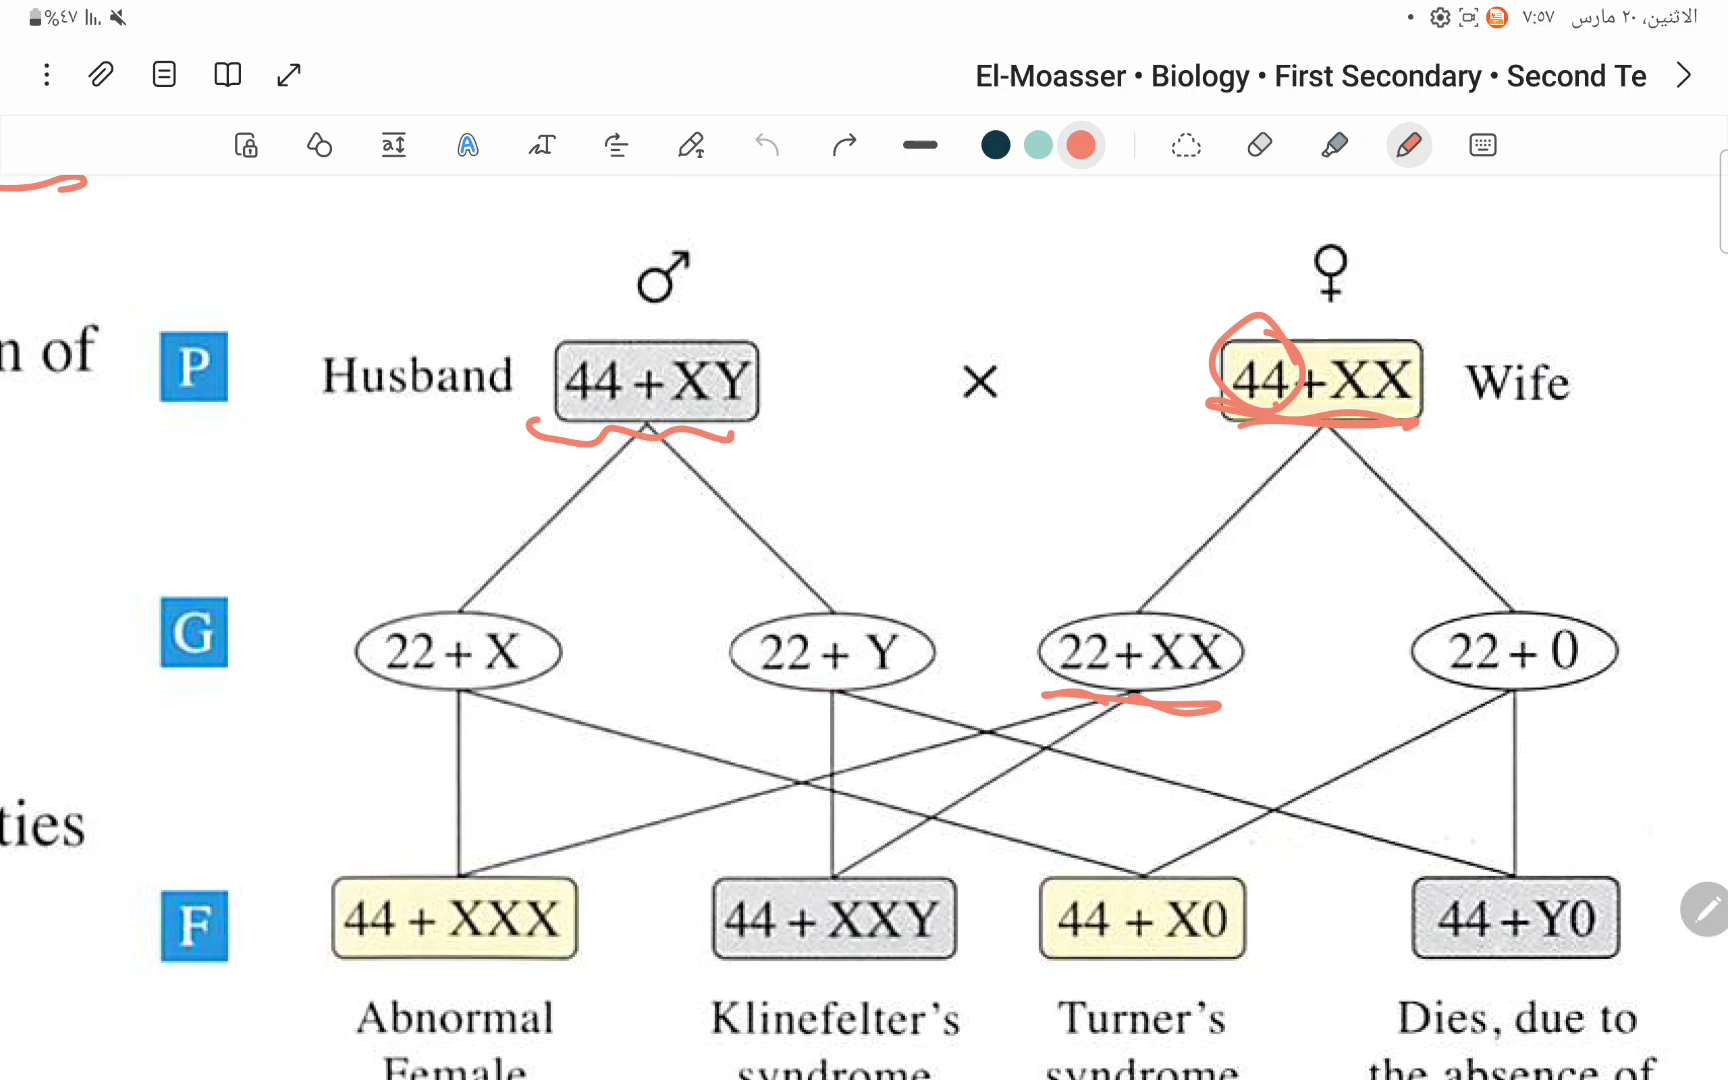 %٤٧
الاثنين، ٢٠ مارس ٧:٥٧
El-Moasser • Biology • First Secondary • Second Te
n of
P
Husband
44 + XY
×
44+XX
Wife
G
22 + X
22 + Y
22+XX
22 + 0
ties
F
44 + XXX
44 + XXY
44 + X0
44 +Y0
Abnormal
Klinefelter's
Turner's
Dies, due to
Female
syndrome
syndrome
the absence of